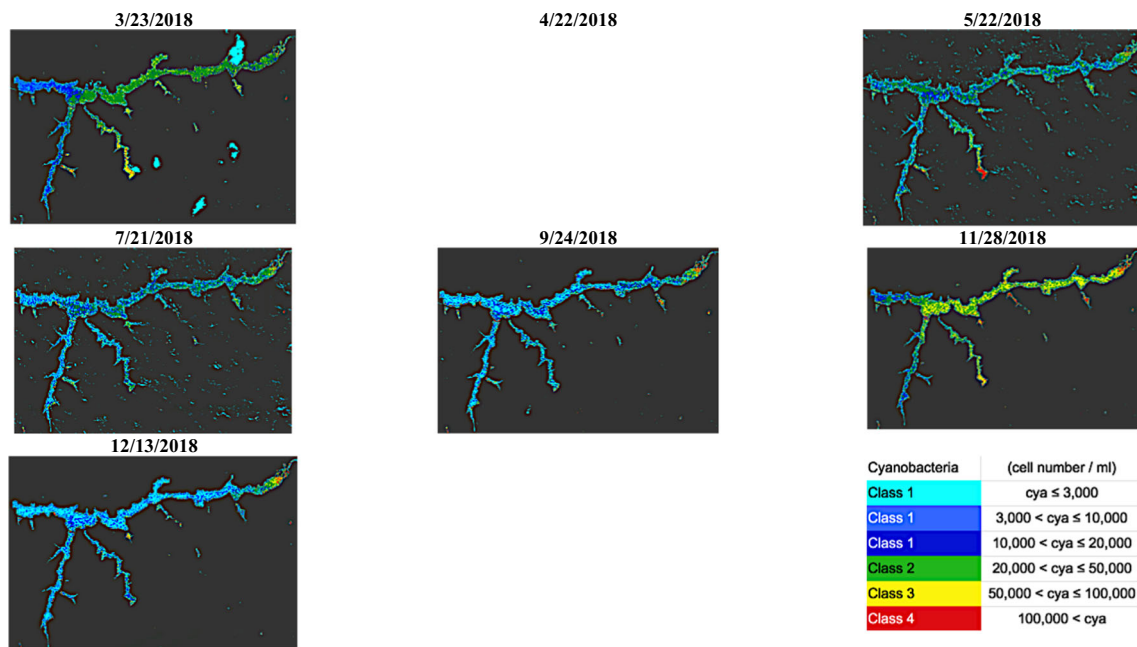 3/23/2018
4/22/2018
5/22/2018
7/21/2018
9/24/2018
11/28/2018
12/13/2018
Cyanobacteria (cell number / ml)
Class 1 cya ≤ 3,000
Class 1 3,000 < cya ≤ 10,000
Class 1 10,000 < cya ≤ 20,000
Class 2 20,000 < cya ≤ 50,000
Class 3 50,000 < cya ≤ 100,000
Class 4 100,000 < cya